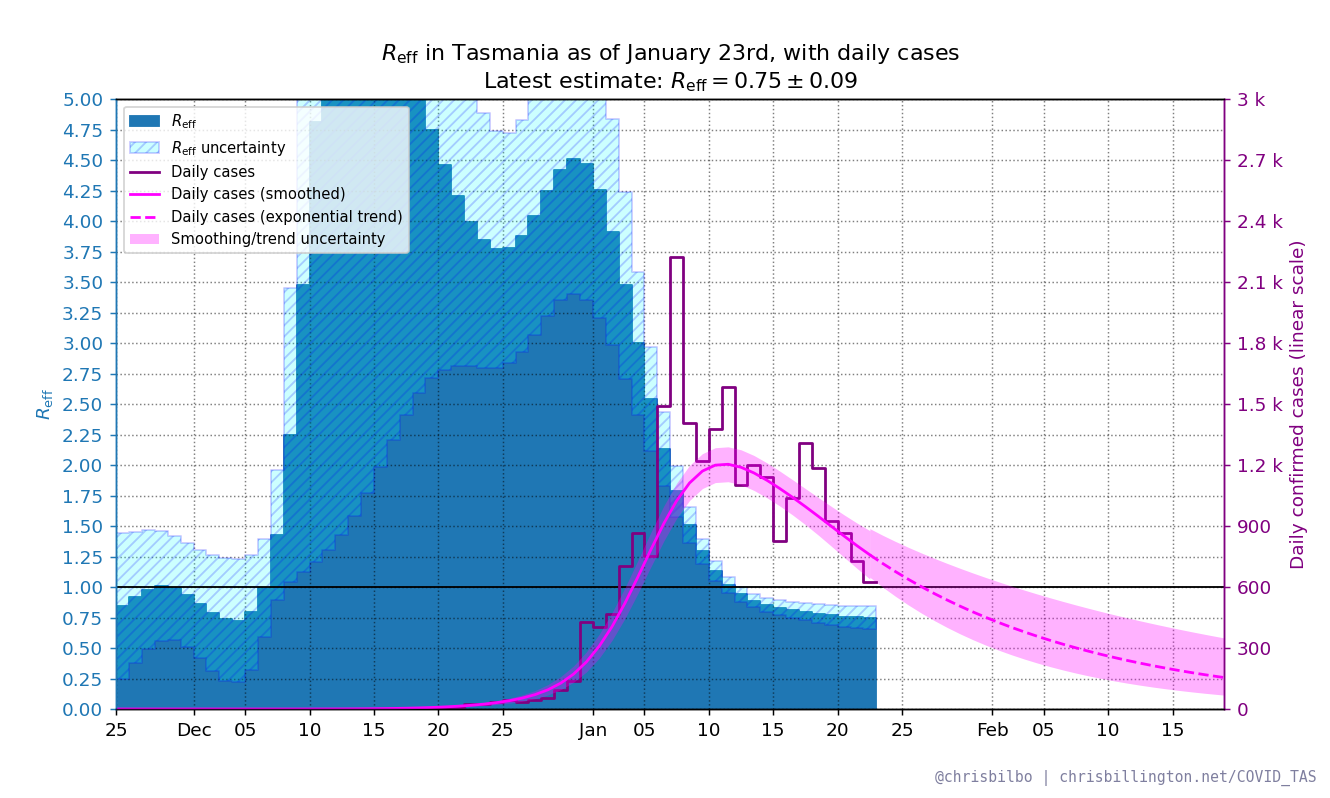 R_eff in Tasmania as of January 23rd, with daily cases
Latest estimate: R_eff = 0.75 ± 0.09
R_eff
R_eff uncertainty
Daily cases
Daily cases (smoothed)
Daily cases (exponential trend)
Smoothing/trend uncertainty
5.00
4.75
4.50
4.25
4.00
3.75
3.50
3.25
3.00
2.75
2.50
2.25
2.00
1.75
1.50
1.25
1.00
0.75
0.50
0.25
0.00
R_eff
3 k
2.7 k
2.4 k
2.1 k
1.8 k
1.5 k
1.2 k
900
600
300
0
Daily confirmed cases (linear scale)
25 Dec 05 10 15 20 25 Jan 05 10 15 20 25 Feb 05 10 15
@chrisbilbo | chrisbillington.net/COVID_TAS